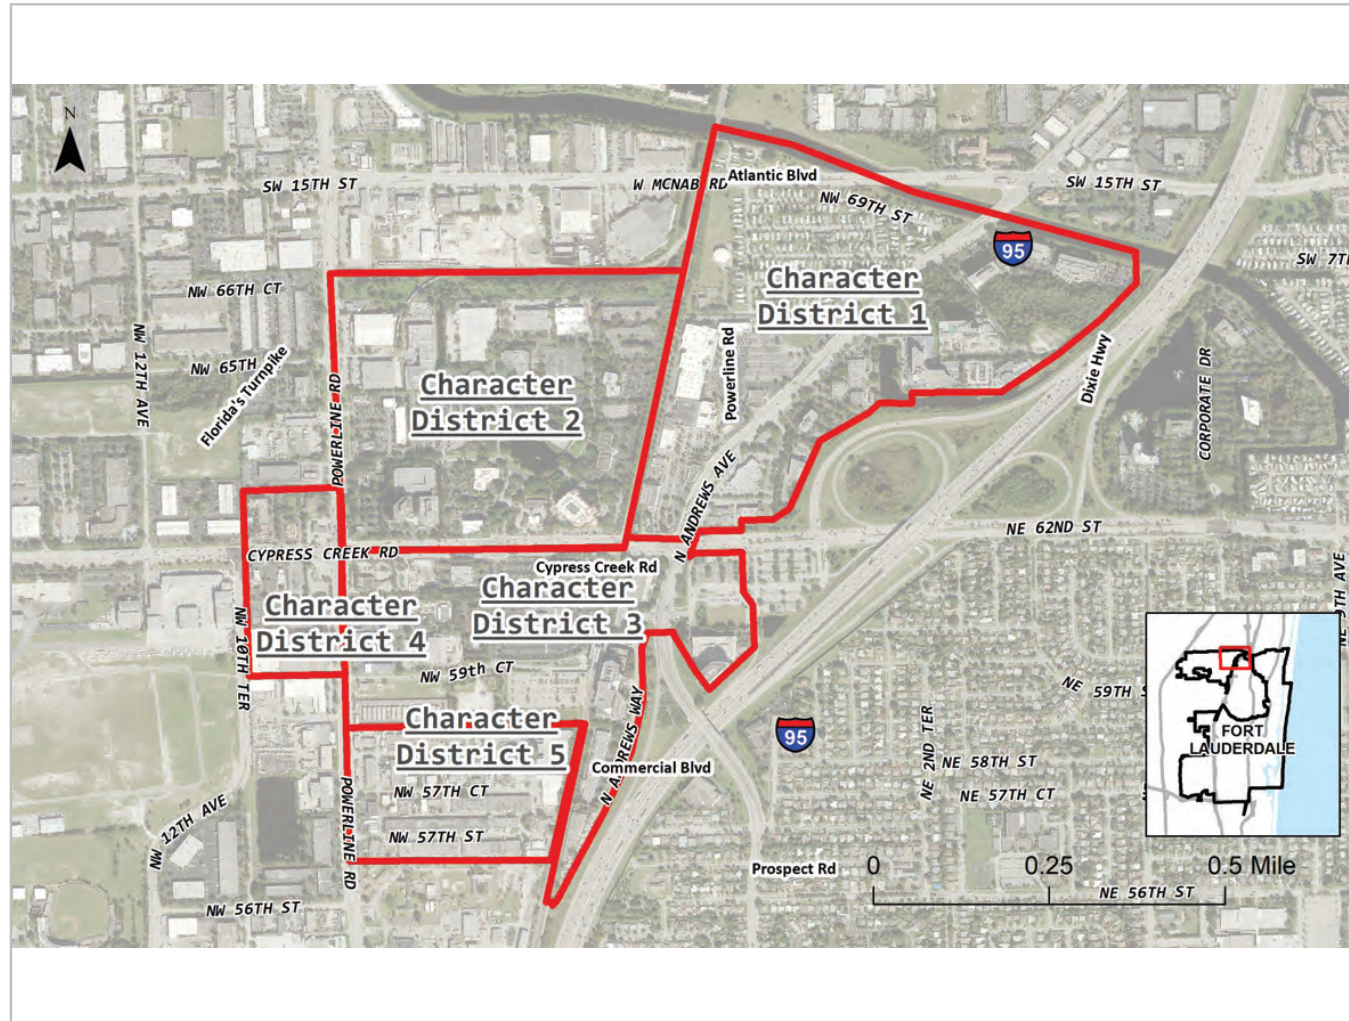 N
SW 15TH ST
W MCNAB RD
Atlantic Blvd
SW 15TH ST
NW 69TH ST
95
SW 7TH
NW 66TH CT
Character
District 1
NW 12TH AVE
NW 65TH
Florida's Turnpike
POWERLINE RD
Character
District 2
Powerline Rd
Dixie Hwy
CORPORATE DR
N ANDREWS AVE
NE 62ND ST
CYPRESS CREEK RD
Cypress Creek Rd
Character
District 3
Character
District 4
NW 10TH TER
NW 59th CT
NE 9TH AVE
NE 59TH S
Character
District 5
N ANDREWS WAY
95
Commercial Blvd
NE 2ND TER
NE 58TH ST
NE 57TH CT
FORT
LAUDERDALE
NW 57TH CT
NW 12TH AVE
POWERLINE RD
NW 57TH ST
Prospect Rd
0 0.25 0.5 Mile
NE 56TH ST
NW 56TH ST